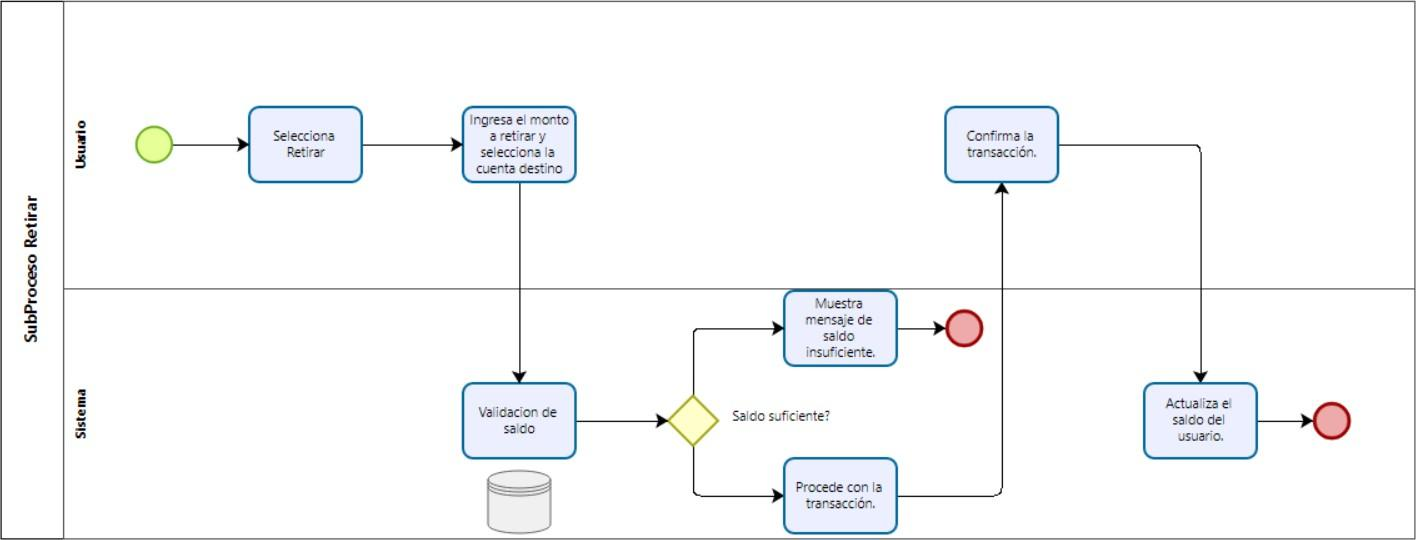 SubProceso Retirar
Usuario
Selecciona
Retirar
Ingresa el monto
a retirar y
selecciona la
cuenta destino
Confirma la
transacción.
Sistema
Validacion de
saldo
Saldo suficiente?
Muestra
mensaje de
saldo
insuficiente.
Procede con la
transacción.
Actualiza el
saldo del
usuario.